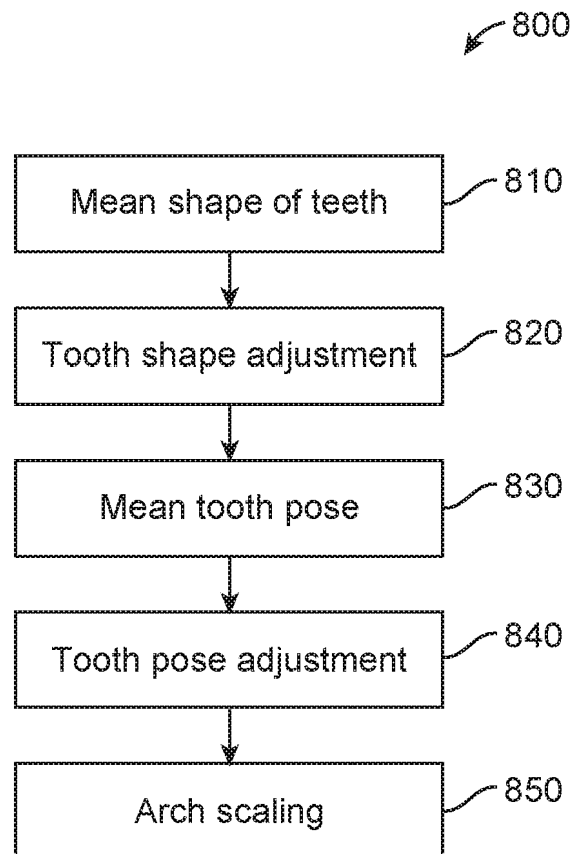 800
Mean shape of teeth
810
Tooth shape adjustment
820
Mean tooth pose
830
Tooth pose adjustment
840
Arch scaling
850